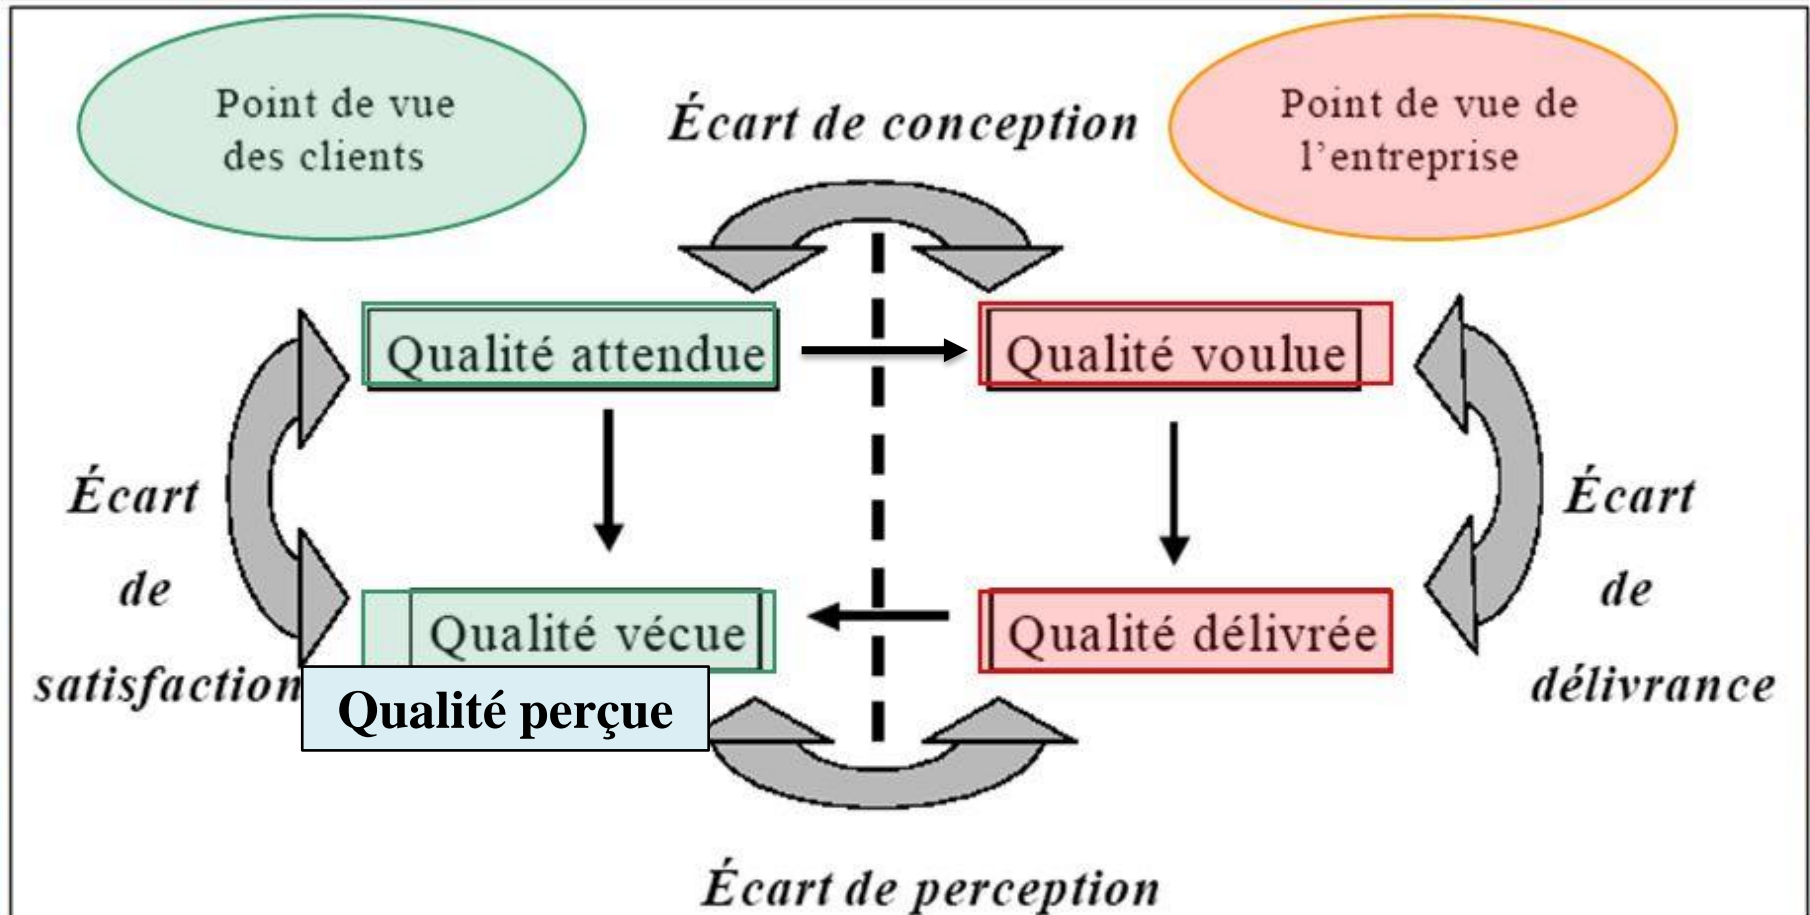 Point de vue
des clients
Écart de conception
Point de vue de
l'entreprise
Qualité attendue
Qualité voulue
Écart
de
satisfaction
Écart
de
délivrance
Qualité vécue
Qualité délivrée
Qualité perçue
Écart de perception